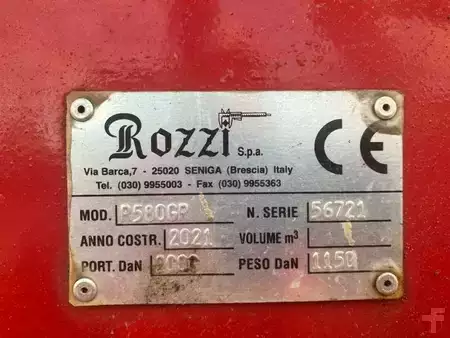 Rozzi S.p.a. CE
Via Barca,7 - 25020 SENIGA (Brescia) Italy
Tel. (030) 9955003 - Fax (030) 9955363
MOD. N. SERIE 56721
ANNO COSTR. 2021 VOLUME m³
PORT. DaN PESO DaN 1150